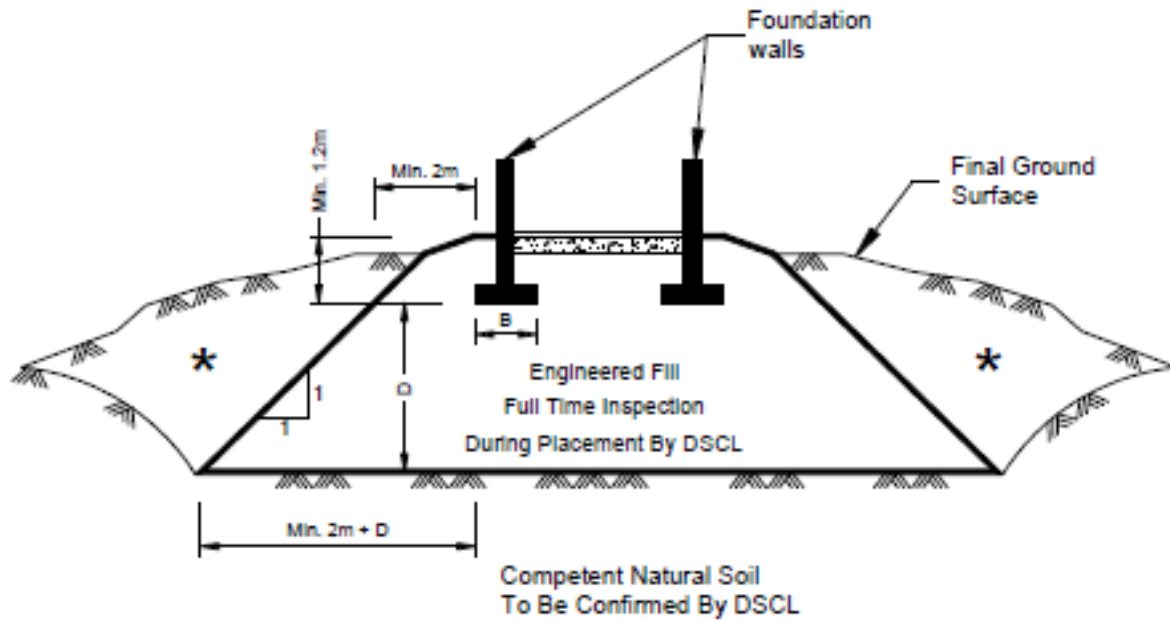 Foundation
walls
Min. 1.2m
Min. 2m
Final Ground
Surface
*
*
B
D
1
1
Engineered Fill
Full Time Inspection
During Placement By DSCL
Min. 2m + D
Competent Natural Soil
To Be Confirmed By DSCL